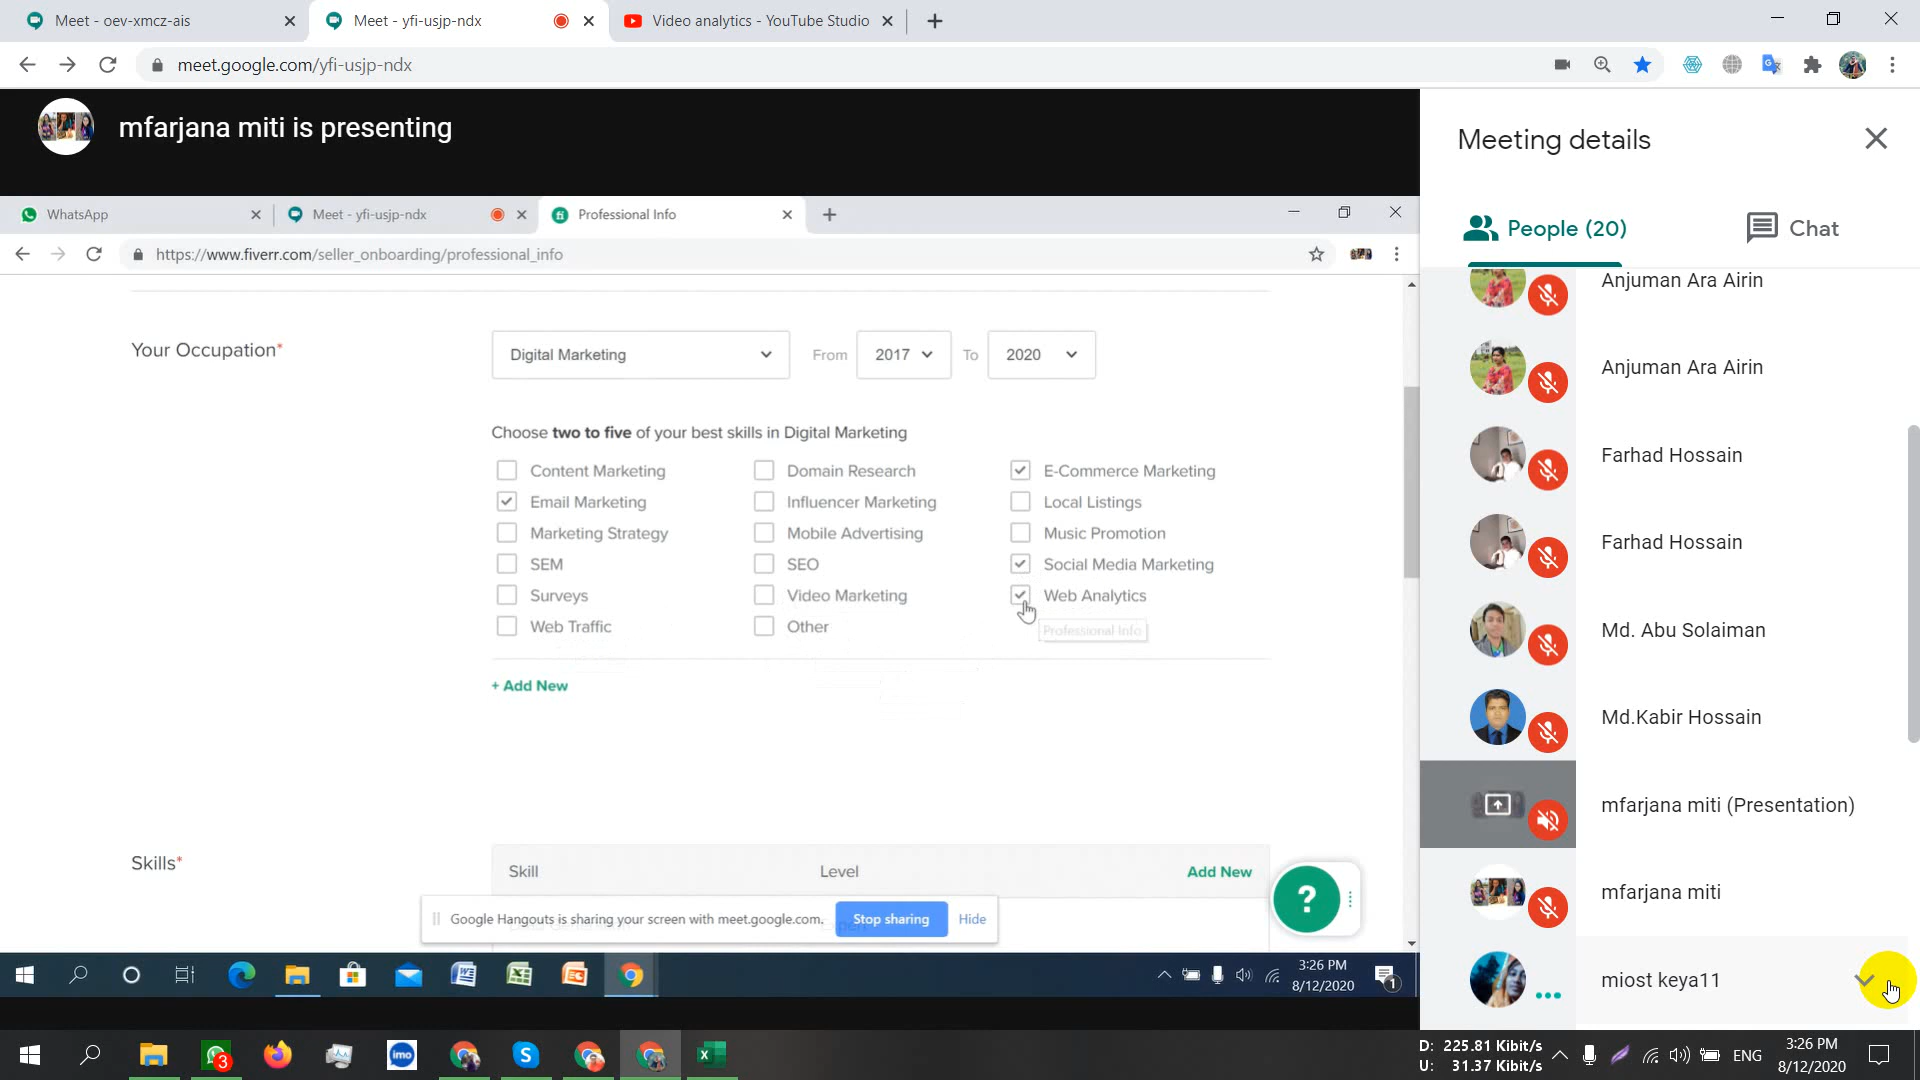 Meet - oev-xmcz-ais
Meet - yfi-usjp-ndx
Video analytics - YouTube Studio
meet.google.com/yfi-usjp-ndx
mfarjana miti is presenting
WhatsApp
Meet - yfi-usjp-ndx
Professional Info
https://www.fiverr.com/seller_onboarding/professional_info
Your Occupation*
Digital Marketing
From
2017
To
2020
Choose two to five of your best skills in Digital Marketing
Content Marketing
Domain Research
E-Commerce Marketing
Email Marketing
Influencer Marketing
Local Listings
Marketing Strategy
Mobile Advertising
Music Promotion
SEM
SEO
Social Media Marketing
Surveys
Video Marketing
Web Analytics
Web Traffic
Other
Professional Info
+ Add New
Skills*
Skill
Level
Add New
?
Google Hangouts is sharing your screen with meet.google.com.
Stop sharing
Hide
3:26 PM
8/12/2020
1
Meeting details
People (20)
Chat
Anjuman Ara Airin
Anjuman Ara Airin
Farhad Hossain
Farhad Hossain
Md. Abu Solaiman
Md.Kabir Hossain
mfarjana miti (Presentation)
mfarjana miti
miost keya11
3
imo
D: 225.81 Kibit/s
U: 31.37 Kibit/s
ENG
3:26 PM
8/12/2020